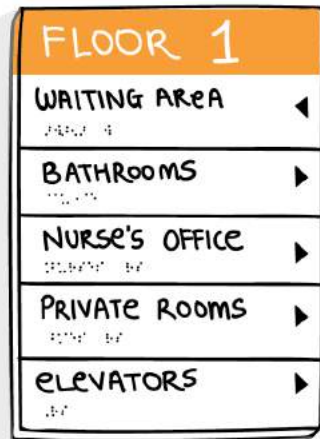 FLOOR 1
WAITING AReA
BATHROOMS
NURSe'S OFFICE
PRIVATE ROOMS
eLeVATORS